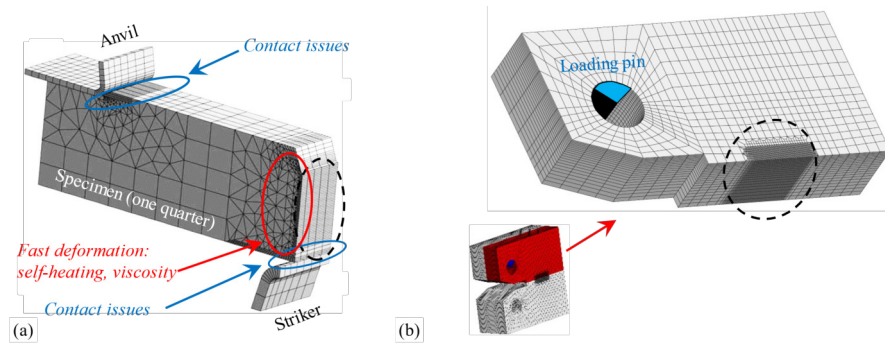 Anvil
Contact issues
Loading pin
Specimen (one quarter)
Fast deformation:
self-heating, viscosity
Contact issues
Striker
(a)
(b)